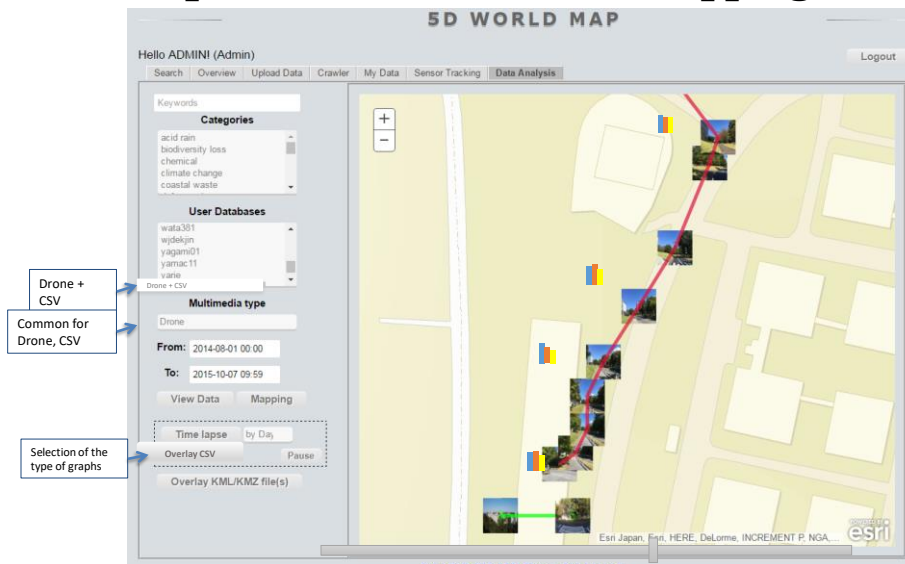 5D WORLD MAP
Hello ADMIN! (Admin)
Logout
Search Overview Upload Data Crawler My Data Sensor Tracking Data Analysis
Keywords
Categories
acid rain
biodiversity loss
chemical
climate change
coastal waste
User Databases
wata381
wjdekjin
yagami01
yamac11
varie
Drone + CSV
Drone +
CSV
Multimedia type
Common for
Drone, CSV
Drone
From: 2014-08-01 00:00
To: 2015-10-07 09:59
View Data Mapping
Time lapse by Day
Selection of the
type of graphs
Overlay CSV Pause
Overlay KML/KMZ file(s)
+
−
Esri Japan, Esri, HERE, DeLorme, INCREMENT P, NGA,...
esri